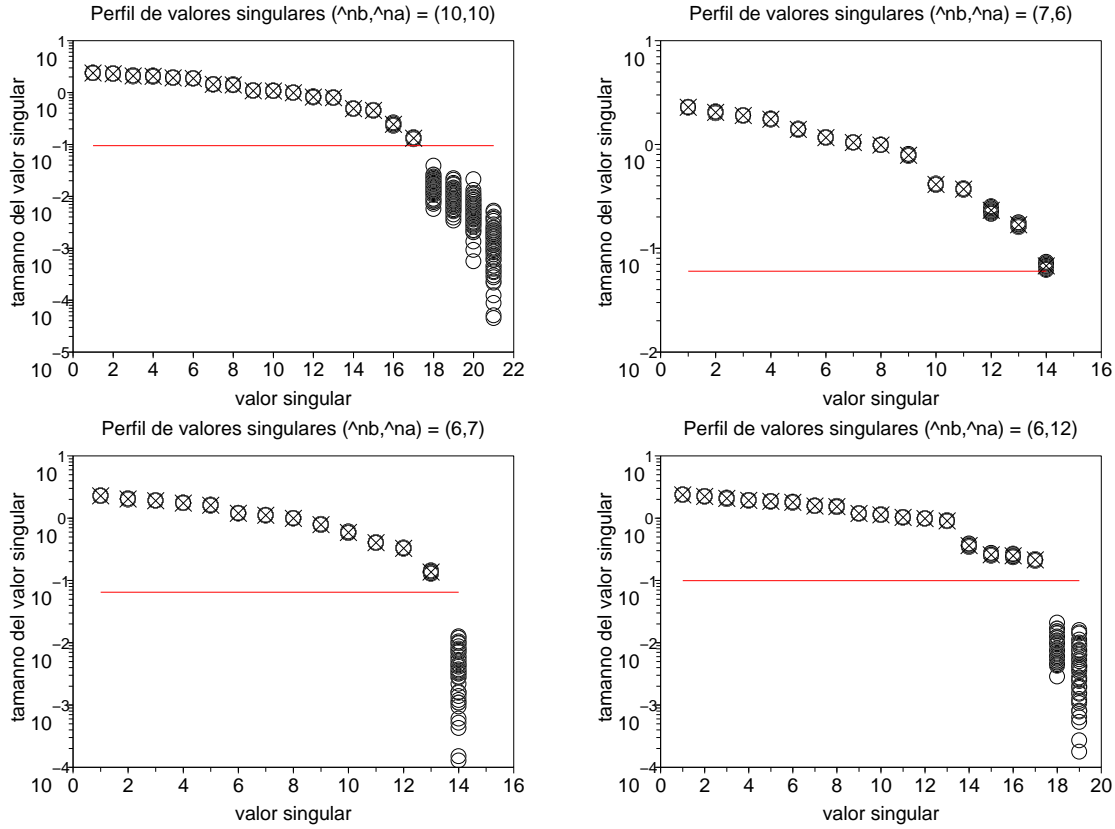 Perfil de valores singulares (^nb,^na) = (10,10)
tamanno del valor singular
10 1
10 0
10 −1
10 −2
10 −3
10 −4
10 −5
0 2 4 6 8 10 12 14 16 18 20 22
valor singular
Perfil de valores singulares (^nb,^na) = (7,6)
tamanno del valor singular
10 1
10 0
10 −1
10 −2
0 2 4 6 8 10 12 14 16
valor singular
Perfil de valores singulares (^nb,^na) = (6,7)
tamanno del valor singular
10 1
10 0
10 −1
10 −2
10 −3
10 −4
0 2 4 6 8 10 12 14 16
valor singular
Perfil de valores singulares (^nb,^na) = (6,12)
tamanno del valor singular
10 1
10 0
10 −1
10 −2
10 −3
10 −4
0 2 4 6 8 10 12 14 16 18 20
valor singular